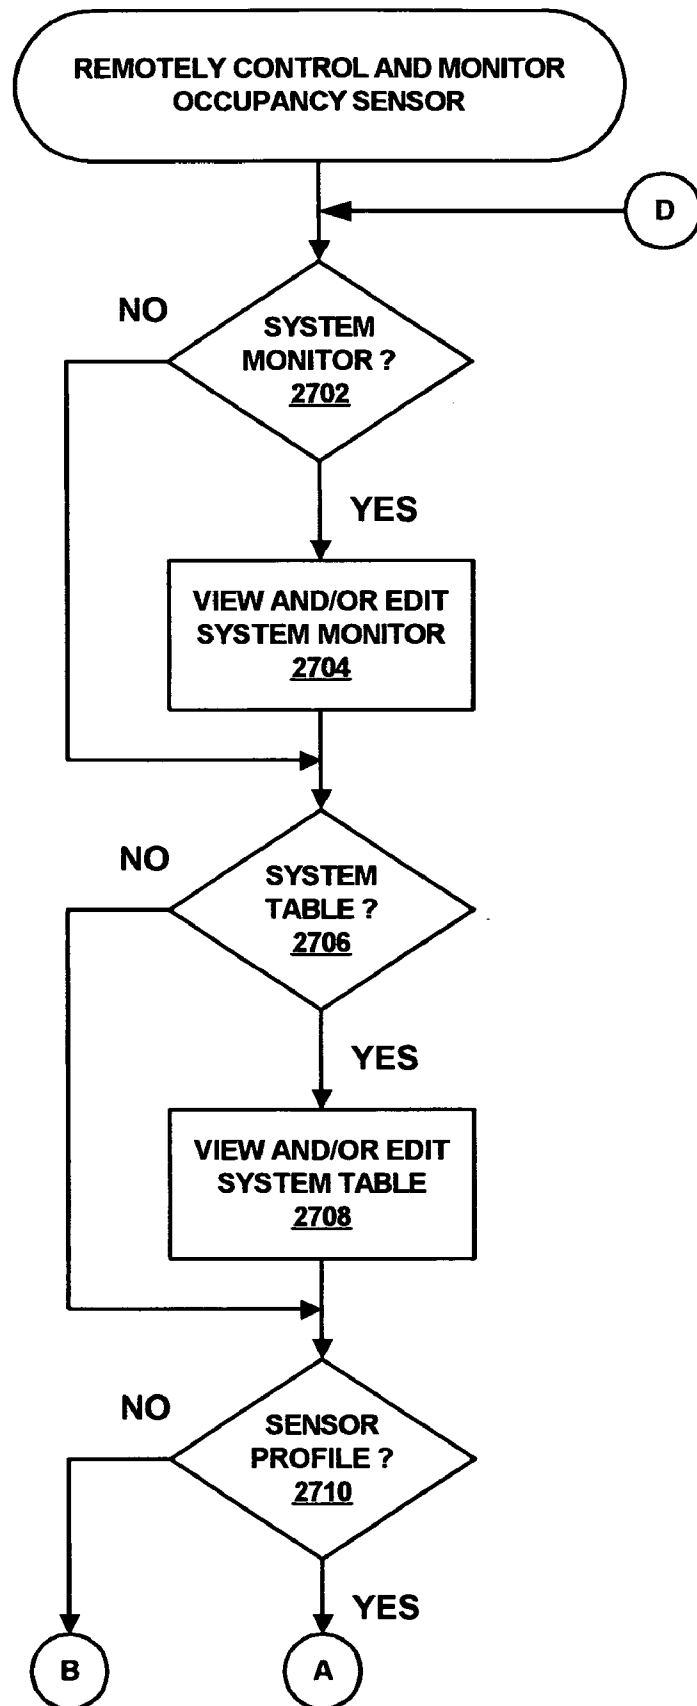 REMOTELY CONTROL AND MONITOR
OCCUPANCY SENSOR
D
NO
SYSTEM
MONITOR ?
2702
YES
VIEW AND/OR EDIT
SYSTEM MONITOR
2704
NO
SYSTEM
TABLE ?
2706
YES
VIEW AND/OR EDIT
SYSTEM TABLE
2708
NO
SENSOR
PROFILE ?
2710
YES
B
A